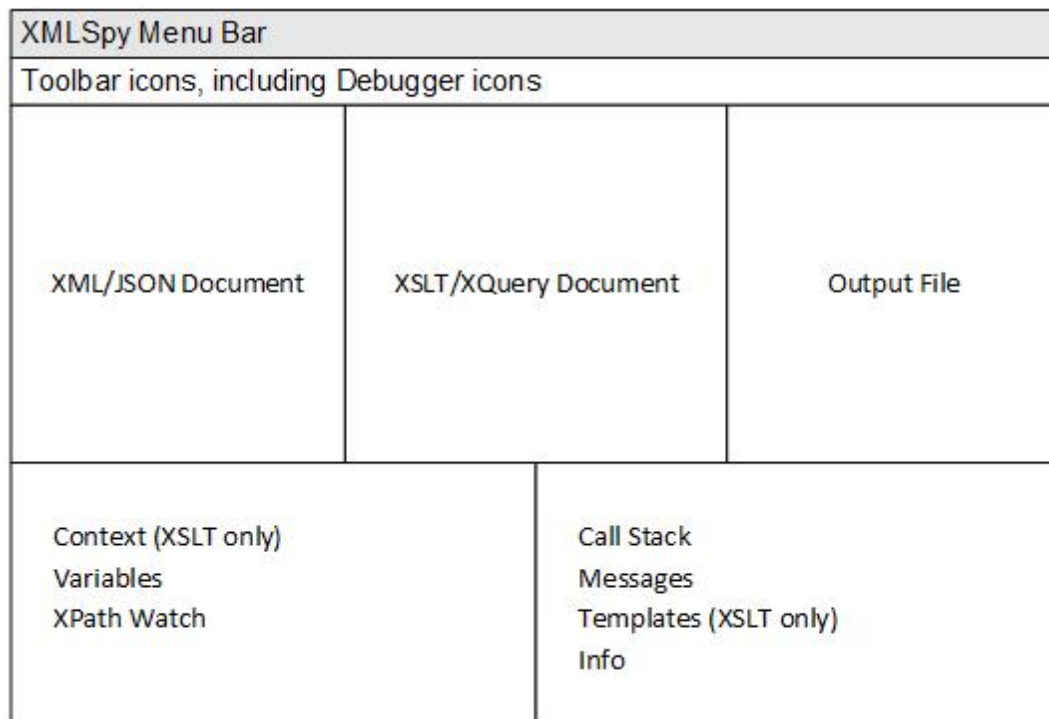 XMLSpy Menu Bar
Toolbar icons, including Debugger icons
XML/JSON Document
XSLT/XQuery Document
Output File
Context (XSLT only)
Variables
XPath Watch
Call Stack
Messages
Templates (XSLT only)
Info